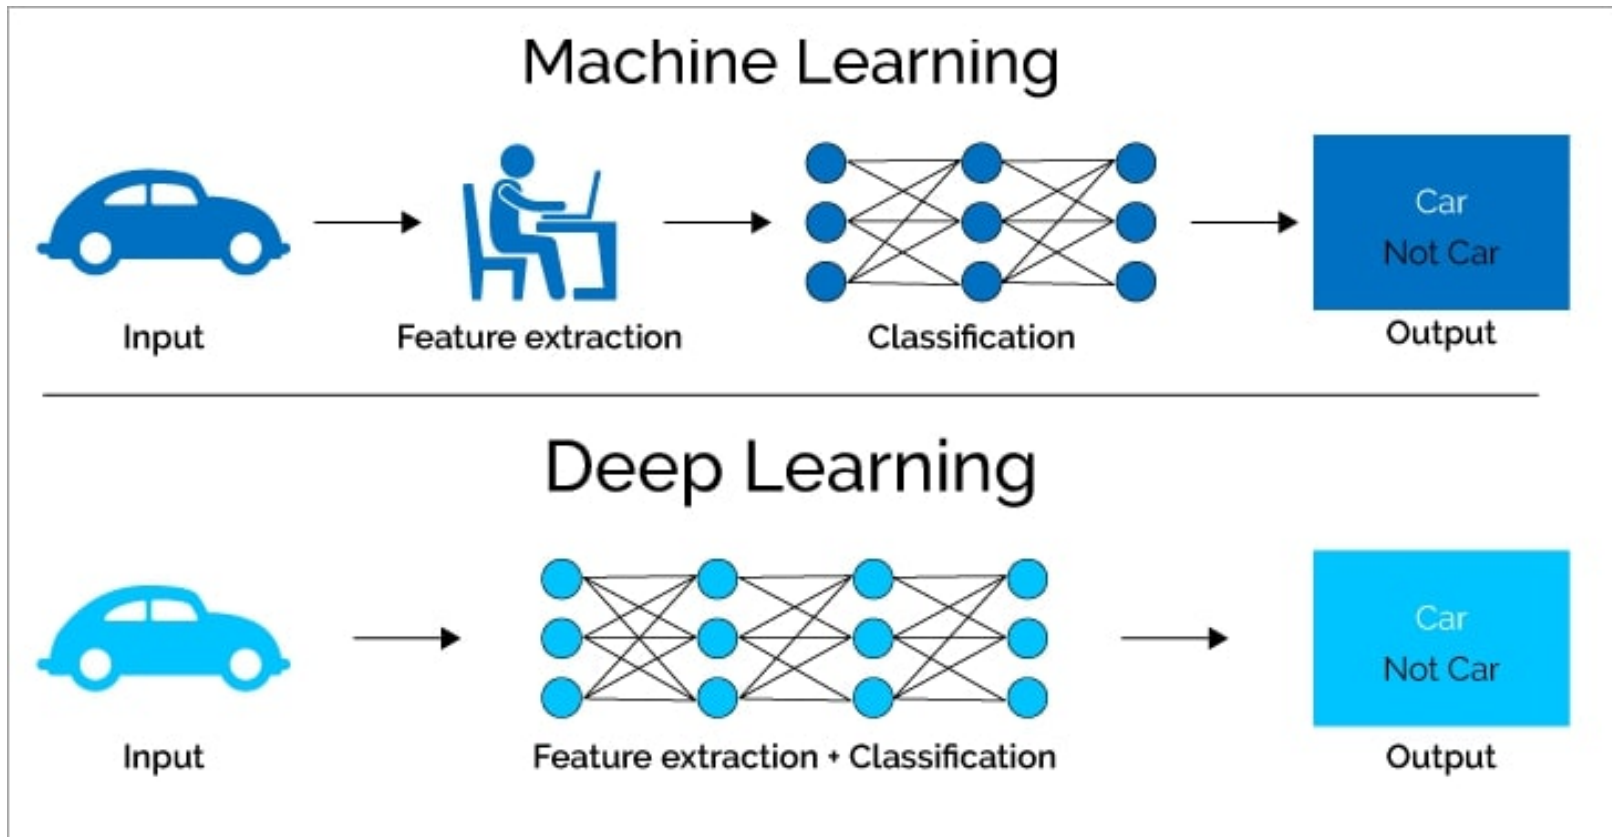 Machine Learning
Car
Not Car
Input
Feature extraction
Classification
Output
Deep Learning
Car
Not Car
Input
Feature extraction + Classification
Output